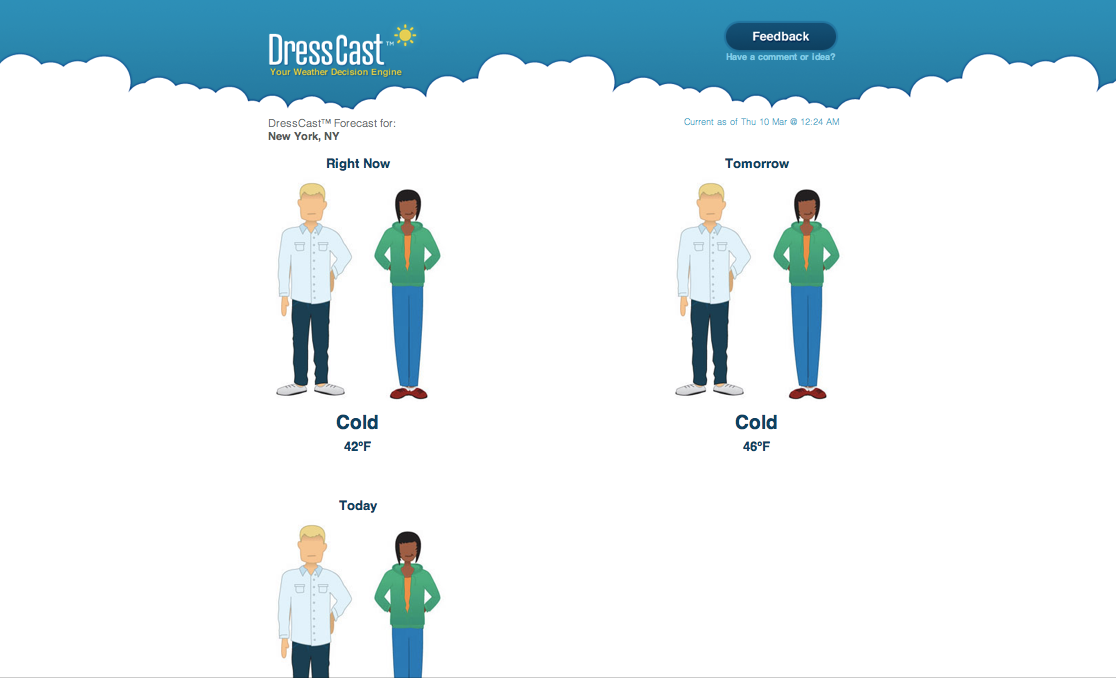 DressCast™
Your Weather Decision Engine
Feedback
Have a comment or idea?
DressCast™ Forecast for:
New York, NY
Current as of Thu 10 Mar @ 12:24 AM
Right Now
Tomorrow
Cold
42°F
Cold
46°F
Today